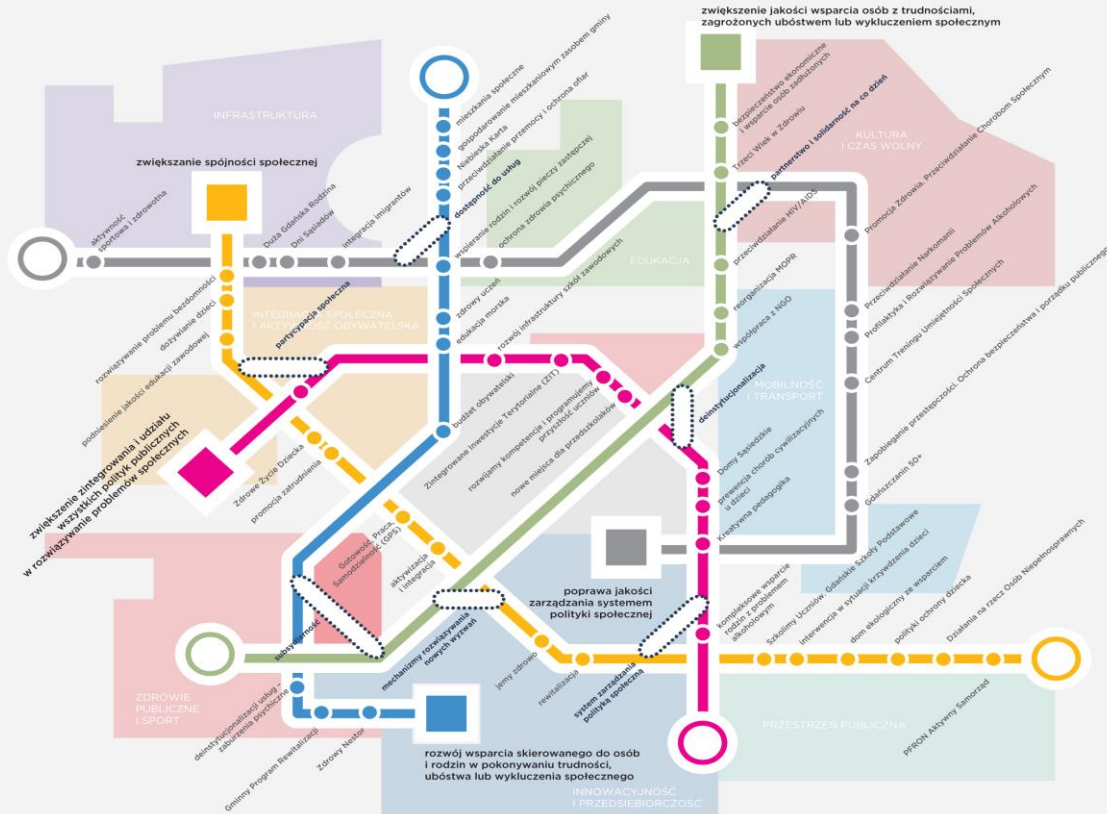 zwiększenie jakości wsparcia osób z trudnościami,
zagrożonych ubóstwem lub wykluczeniem społecznym
INFRASTRUKTURA
mieszkania społeczne
gospodarowanie mieszkaniowym zasobem gminy
Niebieska Karta
przeciwdziałanie przemocy i ochrona ofiar
dostępność do usług
wspieranie rodzin i rozwój pieczy zastępczej
ochrona zdrowia psychicznego
bezpieczeństwo ekonomiczne
i wsparcie osób zadłużonych
Trzeci Wiek w Zdrowiu
partnerstwo i solidarność na co dzień
KULTURA
I CZAS WOLNY
zwiększanie spójności społecznej
aktywność
sportowa i zdrowotna
Duża Gdańska Rodzina
Dni Sąsiadów
integracja imigrantów
EDUKACJA
przeciwdziałanie HIV/AIDS
Promocja Zdrowia. Przeciwdziałanie Chorobom Społecznym
rozwiązywanie problemu bezdomności
dożywianie dzieci
podniesienie jakości edukacji zawodowej
INTEGRACJA SPOŁECZNA
I AKTYWNOŚĆ OBYWATELSKA
partycypacja społeczna
zdrowy uczeń
edukacja morska
rozwój infrastruktury szkół zawodowych
reorganizacja MOPR
współpraca z NGO
Przeciwdziałanie Narkomanii
Profilaktyka i Rozwiązywanie Problemów Alkoholowych
Centrum Treningu Umiejętności Społecznych
MOBILNOŚĆ
I TRANSPORT
deinstytucjonalizacja
budżet obywatelski
Zintegrowane Inwestycje Terytorialne (ZIT)
rozwijamy kompetencje i programujemy
przyszłość uczniów
nowe miejsca dla przedszkolaków
zwiększenie zintegrowania i udziału
wszystkich polityk publicznych
w rozwiązywanie problemów społecznych
Zdrowe Życie Dziecka
promocja zatrudnienia
Domy Sąsiedzkie
prewencja chorób cywilizacyjnych
u dzieci
Kreatywna pedagogika
Zapobieganie przestępczości. Ochrona bezpieczeństwa i porządku publicznego
Gdańszczanin 50+
Gotowość, Praca,
Samodzielność (GPS)
aktywizacja
i integracja
poprawa jakości
zarządzania systemem
polityki społecznej
kompleksowe wsparcie
rodzin z problemem
alkoholowym
Szkolimy Uczniów. Gdańskie Szkoły Podstawowe
interwencja w sytuacji krzywdzenia dzieci
dom ekologiczny ze wsparciem
polityki ochrony dziecka
Działania na rzecz Osób Niepełnosprawnych
subsydiarność
mechanizmy rozwiązywania
nowych wyzwań
jemy zdrowo
rewitalizacja
system zarządzania
polityką społeczną
ZDROWIE
PUBLICZNE
I SPORT
deinstytucjonalizacji usług –
zaburzenia psychiczne
Gminny Program Rewitalizacji
Zdrowy Nestor
PRZESTRZEŃ PUBLICZNA
PFRON Aktywny Samorząd
rozwój wsparcia skierowanego do osób
i rodzin w pokonywaniu trudności,
ubóstwa lub wykluczenia społecznego
INNOWACYJNOŚĆ
I PRZEDSIĘBIORCZOŚĆ